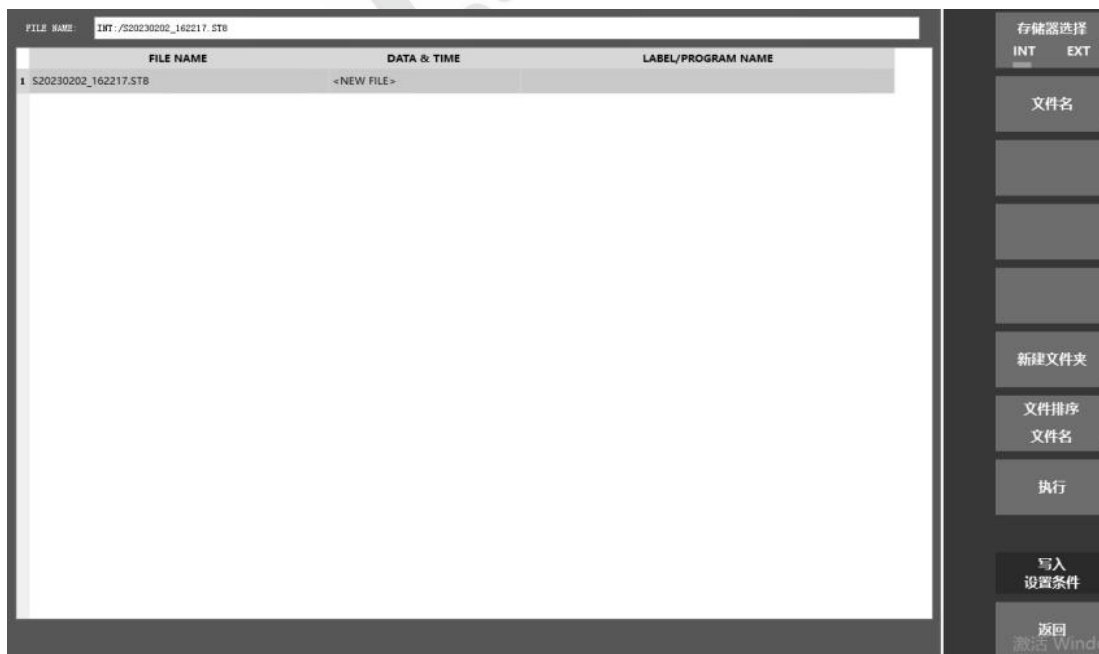 FILE NAME: INT:/S20230202_162217.ST8
FILE NAME DATA & TIME LABEL/PROGRAM NAME
1 S20230202_162217.ST8 <NEW FILE>
存储器选择
INT EXT
文件名
新建文件夹
文件排序
文件名
执行
写入
设置条件
返回
激活 Wind